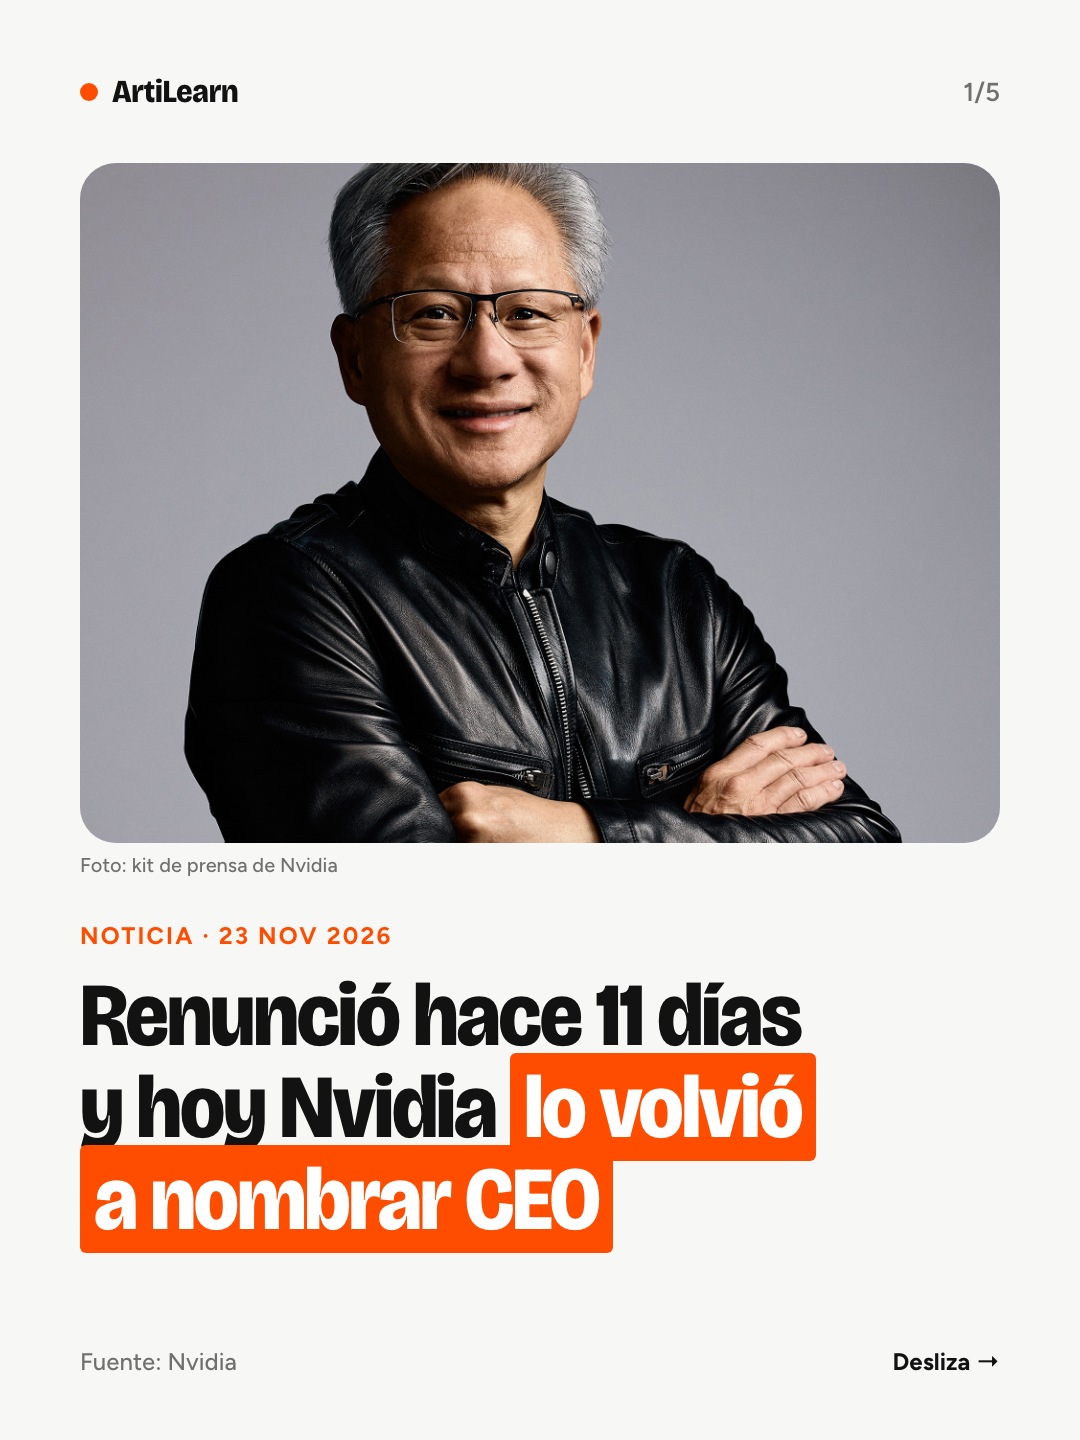 ArtiLearn
1/5
Foto: kit de prensa de Nvidia
NOTICIA · 23 NOV 2026
Renunció hace 11 días
y hoy Nvidia lo volvió
a nombrar CEO
Fuente: Nvidia
Desliza →